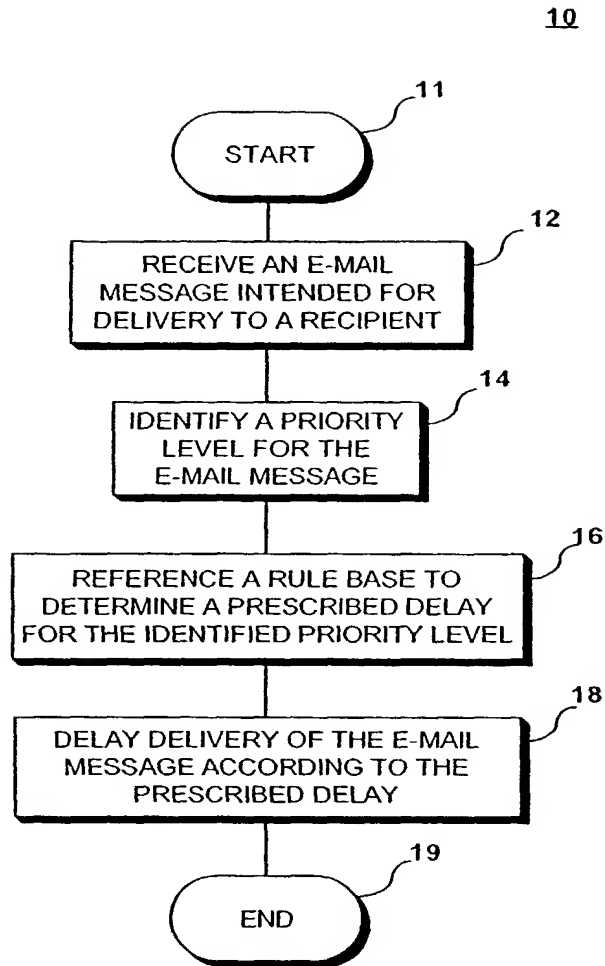 10
11
START
12
RECEIVE AN E-MAIL
MESSAGE INTENDED FOR
DELIVERY TO A RECIPIENT
14
IDENTIFY A PRIORITY
LEVEL FOR THE
E-MAIL MESSAGE
16
REFERENCE A RULE BASE TO
DETERMINE A PRESCRIBED DELAY
FOR THE IDENTIFIED PRIORITY LEVEL
18
DELAY DELIVERY OF THE E-MAIL
MESSAGE ACCORDING TO THE
PRESCRIBED DELAY
19
END